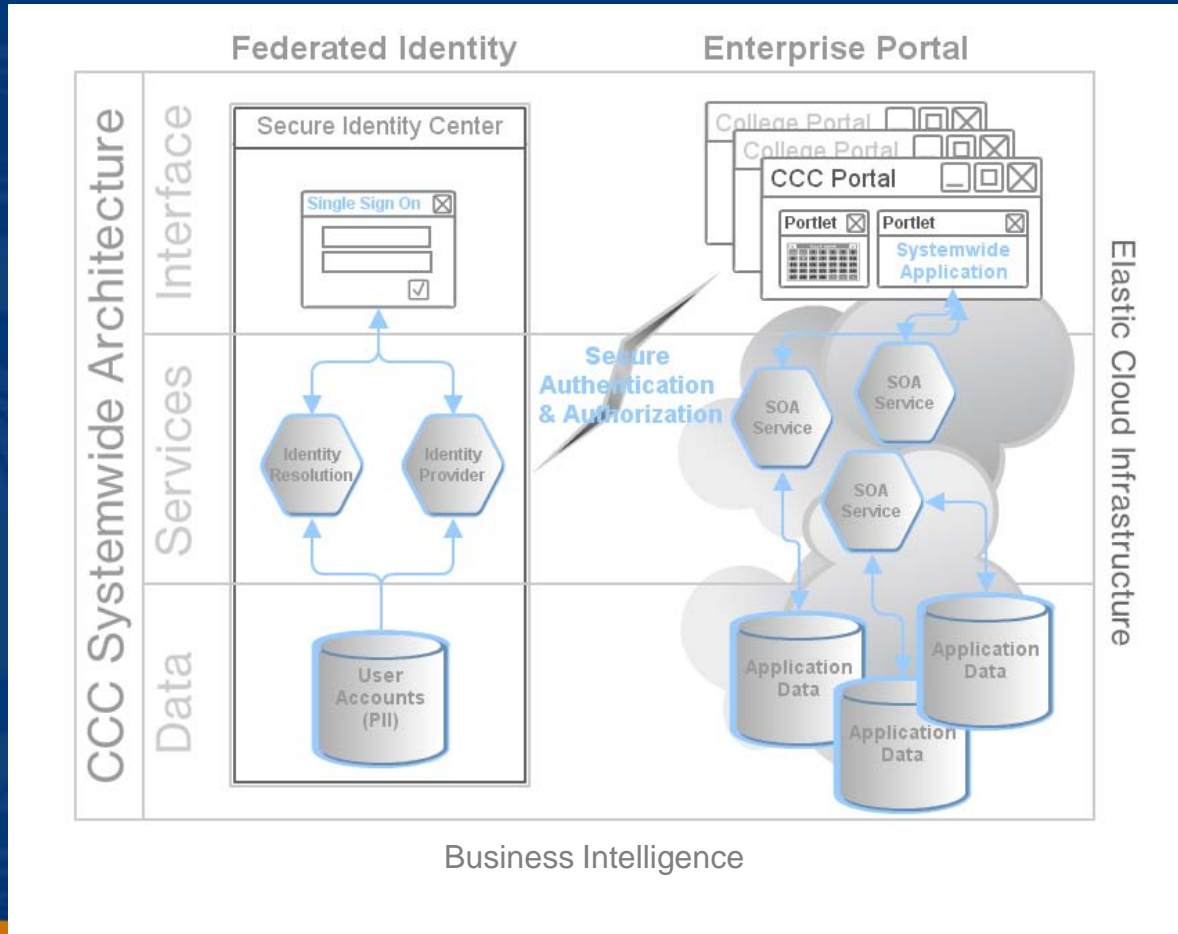 Federated Identity
Enterprise Portal
CCC Systemwide Architecture
Interface
Services
Data
Secure Identity Center
Single Sign On
Identity
Resolution
Identity
Provider
User
Accounts
(PII)
Secure
Authentication
& Authorization
College Portal
College Portal
CCC Portal
Portlet
Portlet
Systemwide
Application
SOA
Service
SOA
Service
SOA
Service
Application
Data
Application
Data
Application
Data
Elastic Cloud Infrastructure
Business Intelligence